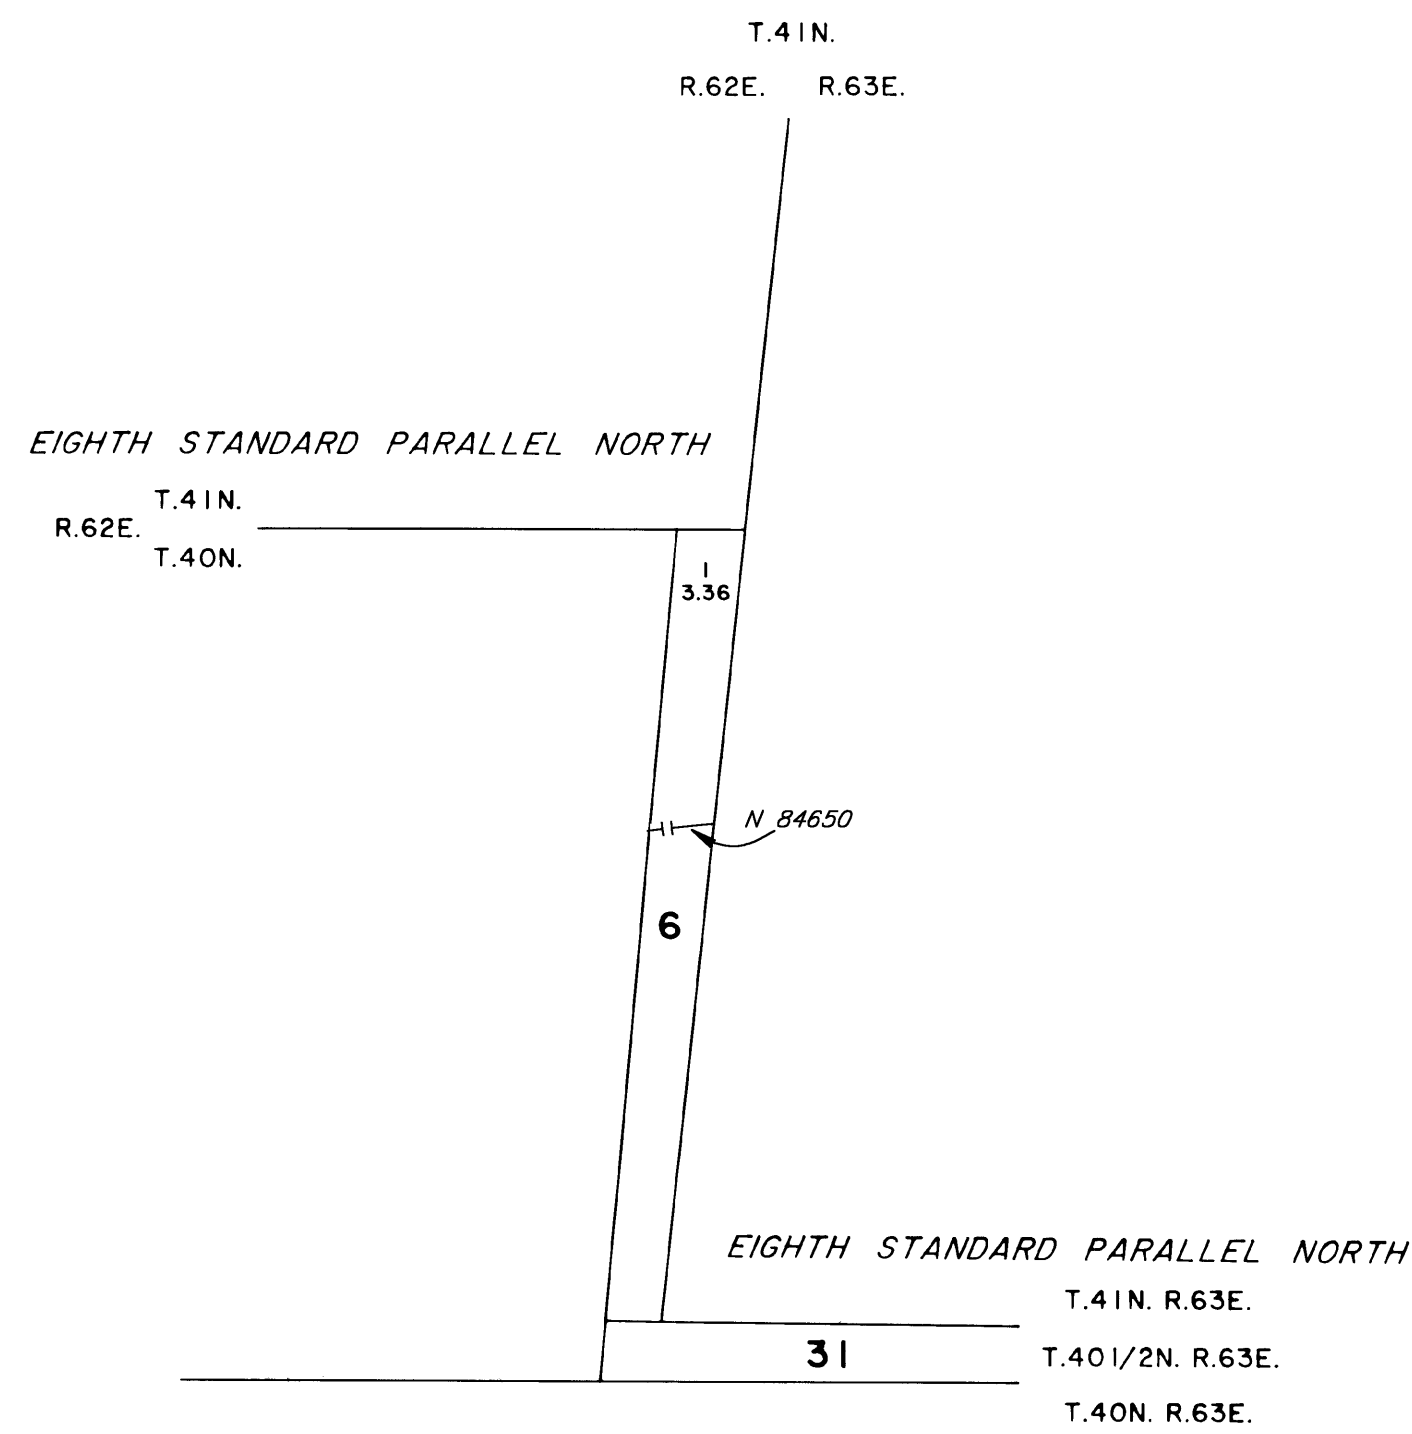 T.41N.
R.62E. R.63E.
EIGHTH STANDARD PARALLEL NORTH
T.41N.
R.62E.
T.40N.
1
3.36
N 84650
6
EIGHTH STANDARD PARALLEL NORTH
T.41N. R.63E.
31
T.40 1/2N. R.63E.
T.40N. R.63E.